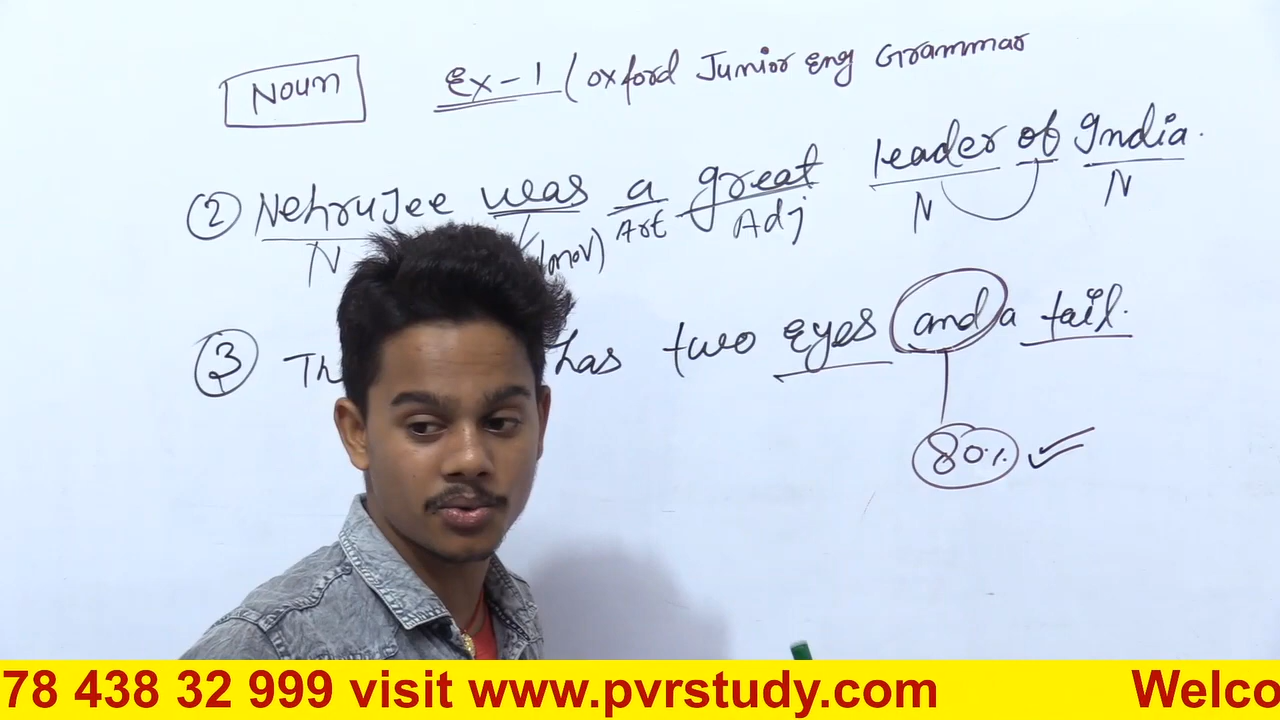 Noun Ex-1 (Oxford Junior Eng Grammar
② NehruJee was a great leader of India.
N (mov) Art Adj N N
③ Th has two Eyes and a tail.
80%
78 438 32 999 visit www.pvrstudy.com Welco